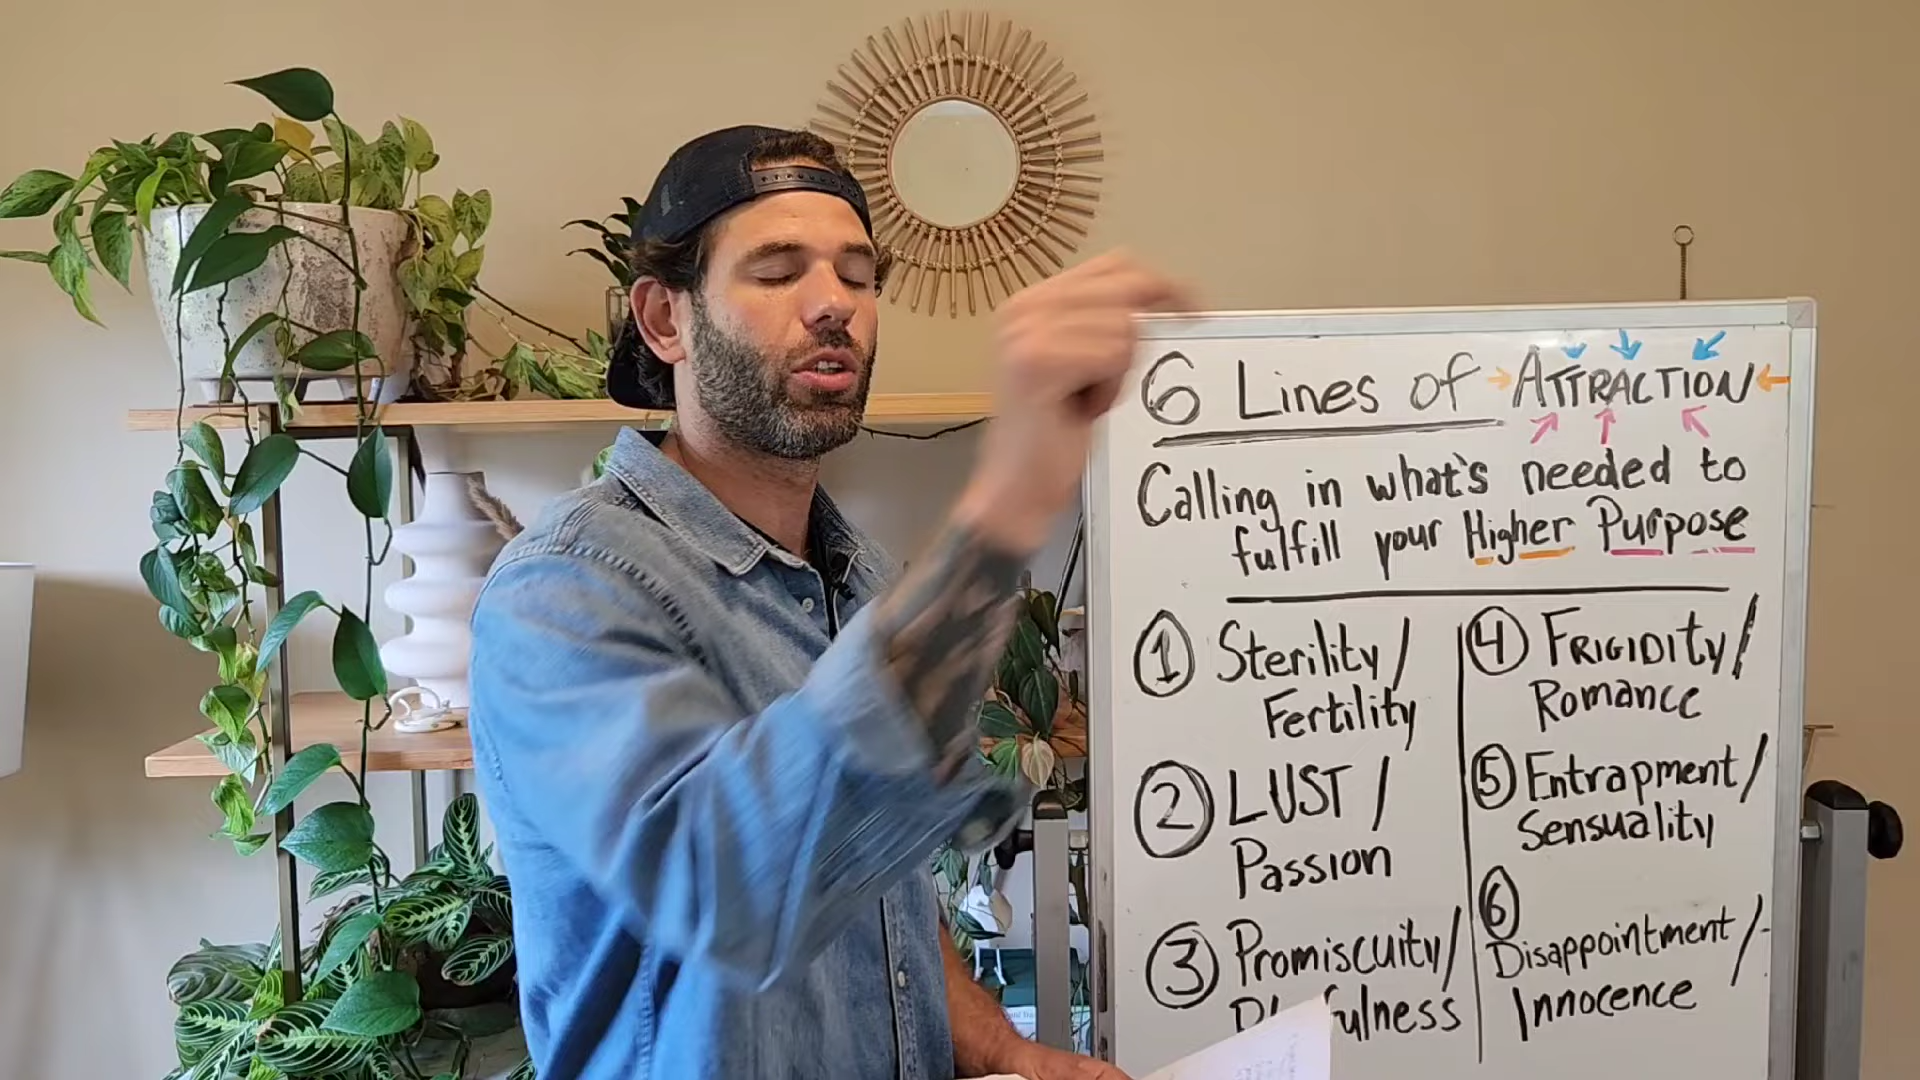 6 Lines of ATTRACTION
Calling in what's needed to
fulfill your Higher Purpose
1 Sterility/
Fertility
2 LUST /
Passion
3 Promiscuity/
4 FRIGIDITY/
Romance
5 Entrapment/
Sensuality
6
Disappointment/
Innocence